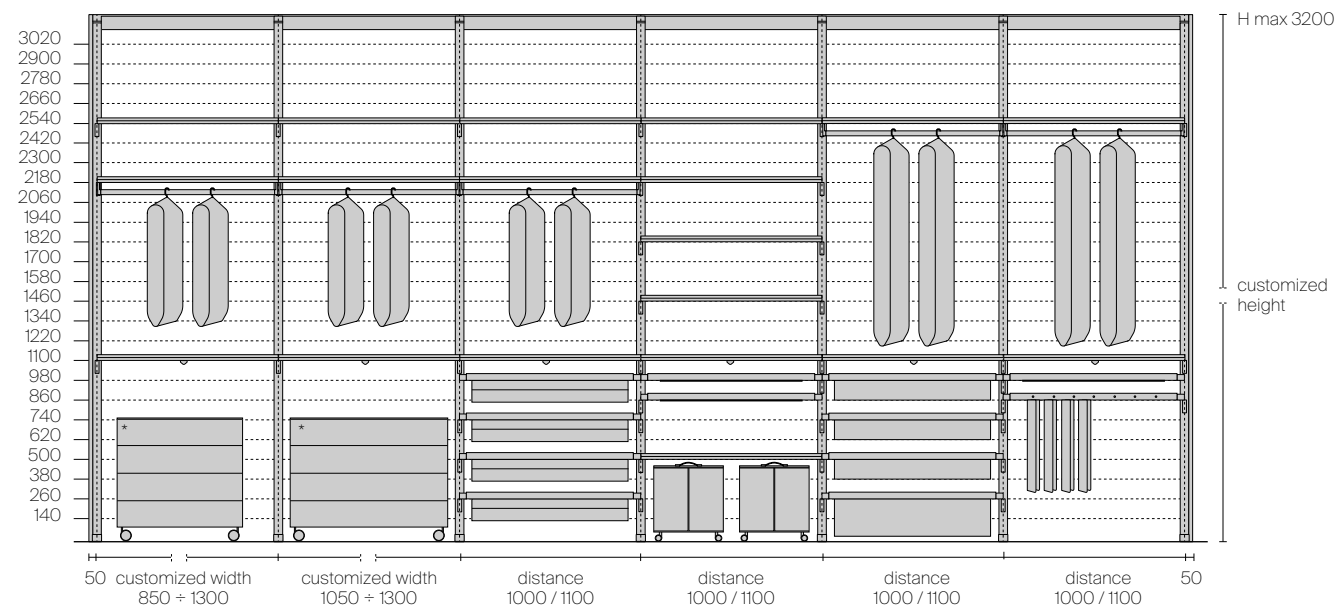 H max 3200
3020
2900
2780
2660
2540
2420
2300
2180
2060
1940
1820
1700
1580
1460
1340
1220
1100
980
860
740
620
500
380
260
140
customized
height
*
*
50 customized width
850 ÷ 1300
customized width
1050 ÷ 1300
distance
1000 / 1100
distance
1000 / 1100
distance
1000 / 1100
distance
1000 / 1100
50